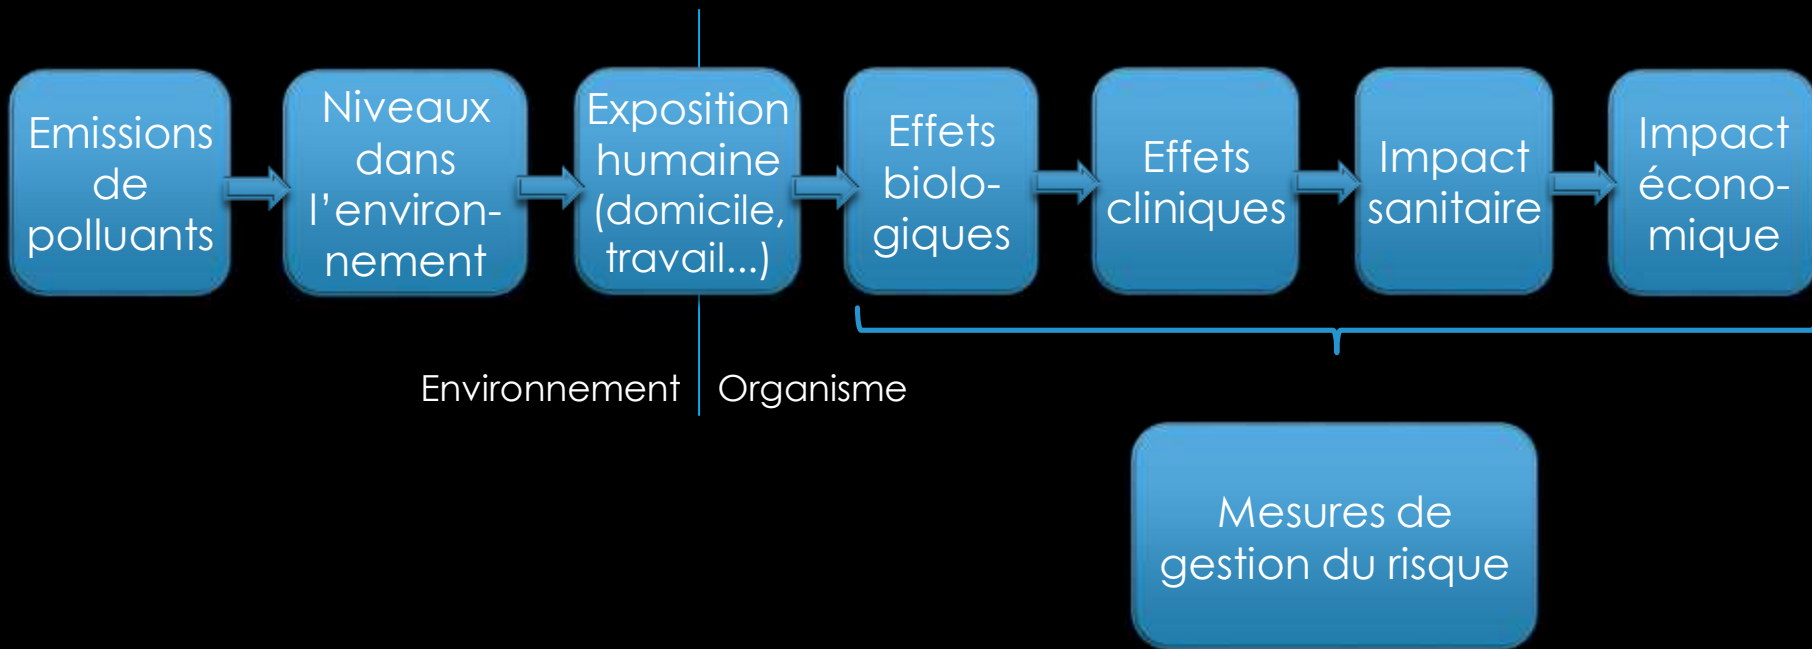 Emissions
de
polluants
Niveaux
dans
l'environ-
nement
Exposition
humaine
(domicile,
travail...)
Effets
biolo-
giques
Effets
cliniques
Impact
sanitaire
Impact
écono-
mique
Environnement
Organisme
Mesures de
gestion du risque